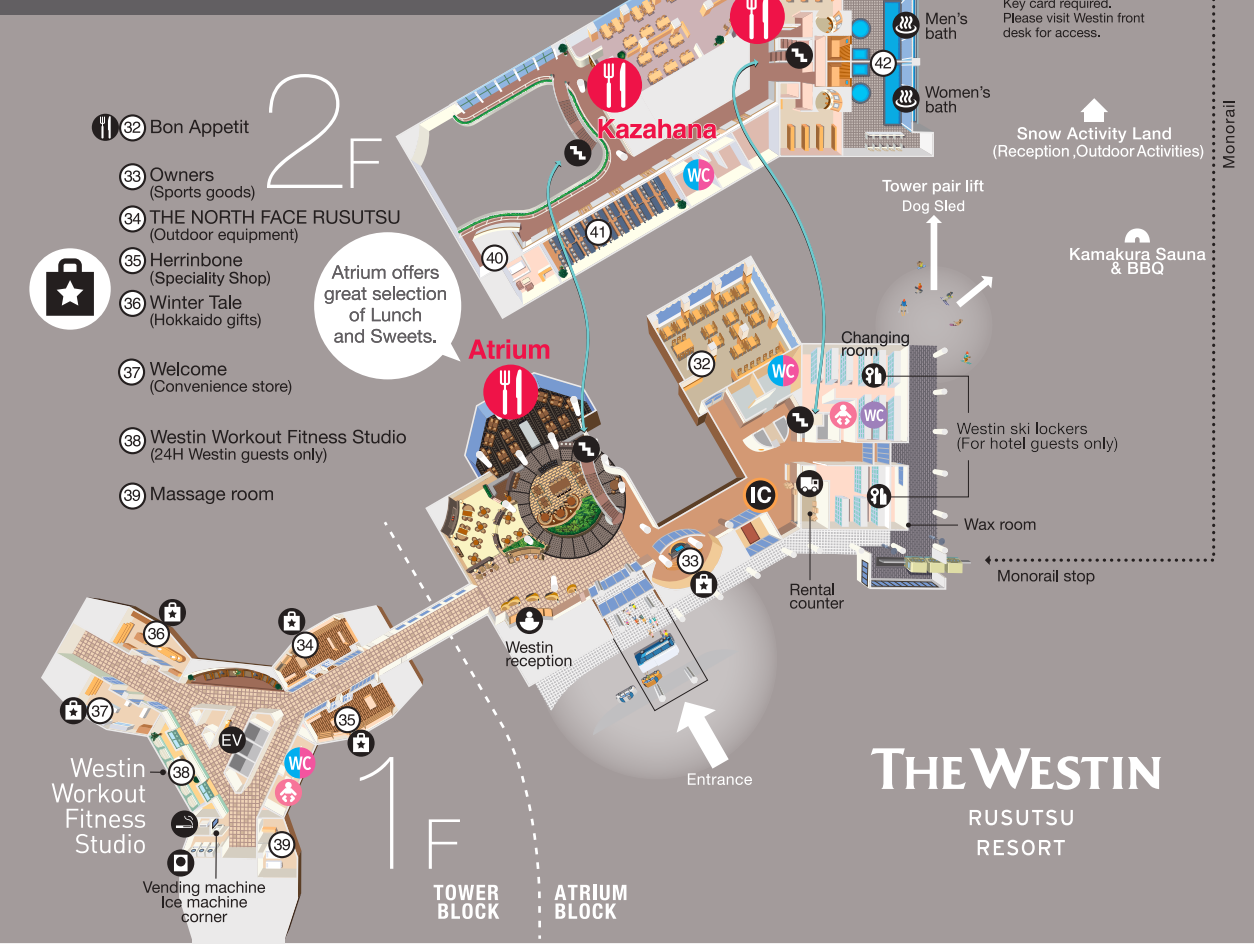 Key card required.
Please visit Westin front
desk for access.
Men's
bath
42
Women's
bath
Monorail
Snow Activity Land
(Reception ,Outdoor Activities)
Tower pair lift
Dog Sled
Kamakura Sauna
& BBQ
2F
32 Bon Appetit
33 Owners
(Sports goods)
34 THE NORTH FACE RUSUTSU
(Outdoor equipment)
35 Herrinbone
(Speciality Shop)
36 Winter Tale
(Hokkaido gifts)
37 Welcome
(Convenience store)
38 Westin Workout Fitness Studio
(24H Westin guests only)
39 Massage room
Kazahana
WC
41
40
Atrium offers
great selection
of Lunch
and Sweets.
Atrium
32
WC
Changing
room
WC
Westin ski lockers
(For hotel guests only)
IC
Wax room
33
Rental
counter
Monorail stop
Westin
reception
Entrance
36
34
37
35
EV
WC
38
Westin
Workout
Fitness
Studio
39
Vending machine
Ice machine
corner
1F
TOWER
BLOCK
ATRIUM
BLOCK
THE WESTIN
RUSUTSU
RESORT